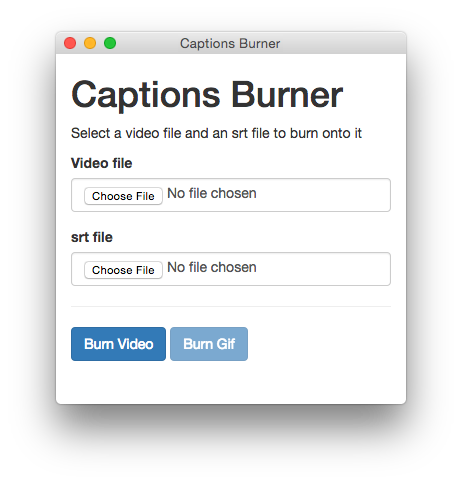 Captions Burner
Captions Burner
Select a video file and an srt file to burn onto it
Video file
Choose File No file chosen
srt file
Choose File No file chosen
Burn Video Burn Gif